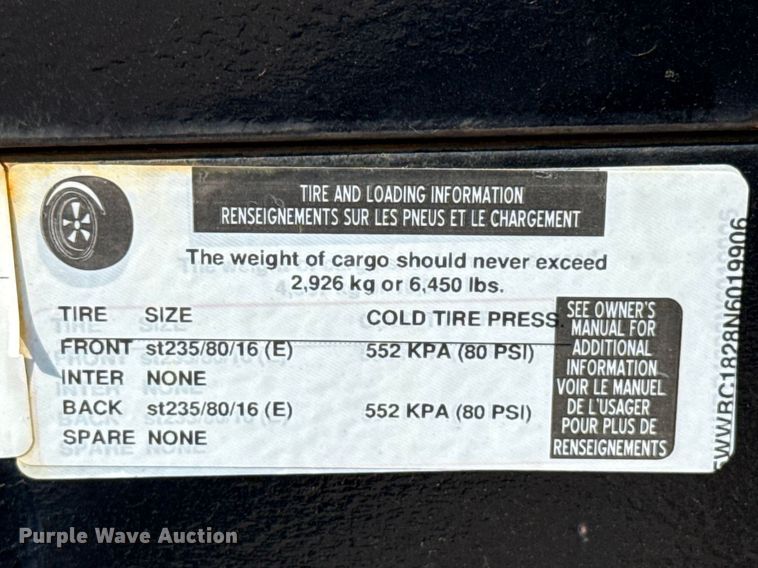 TIRE AND LOADING INFORMATION
RENSEIGNEMENTS SUR LES PNEUS ET LE CHARGEMENT
The weight of cargo should never exceed
2,926 kg or 6,450 lbs.
TIRE SIZE COLD TIRE PRESS.
FRONT st235/80/16 (E) 552 KPA (80 PSI)
INTER NONE
BACK st235/80/16 (E) 552 KPA (80 PSI)
SPARE NONE
SEE OWNER'S
MANUAL FOR
ADDITIONAL
INFORMATION
VOIR LE MANUEL
DE L'USAGER
POUR PLUS DE
RENSEIGNEMENTS
Purple Wave Auction